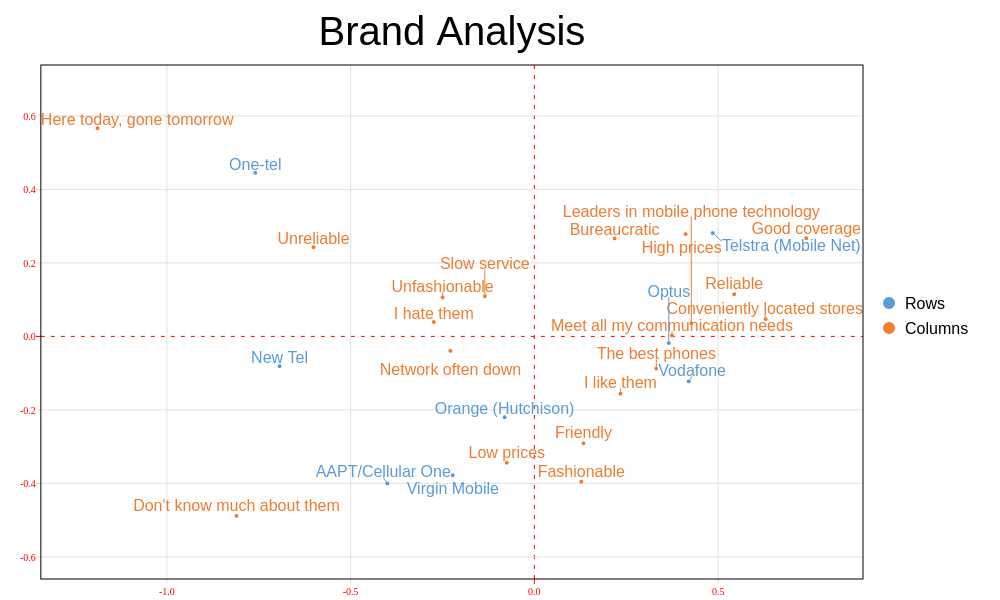 Brand Analysis
0.6
Here today, gone tomorrow
One-tel
0.4
Leaders in mobile phone technology
Bureaucratic
Good coverage
Unreliable
High prices
Telstra (Mobile Net)
Slow service
0.2
Unfashionable
Reliable
Optus
I hate them
Conveniently located stores
Meet all my communication needs
Rows
Columns
0.0
New Tel
The best phones
Network often down
Vodafone
I like them
-0.2
Orange (Hutchison)
Friendly
Low prices
AAPT/Cellular One
Fashionable
-0.4
Virgin Mobile
Don't know much about them
-0.6
-1.0
-0.5
0.0
0.5